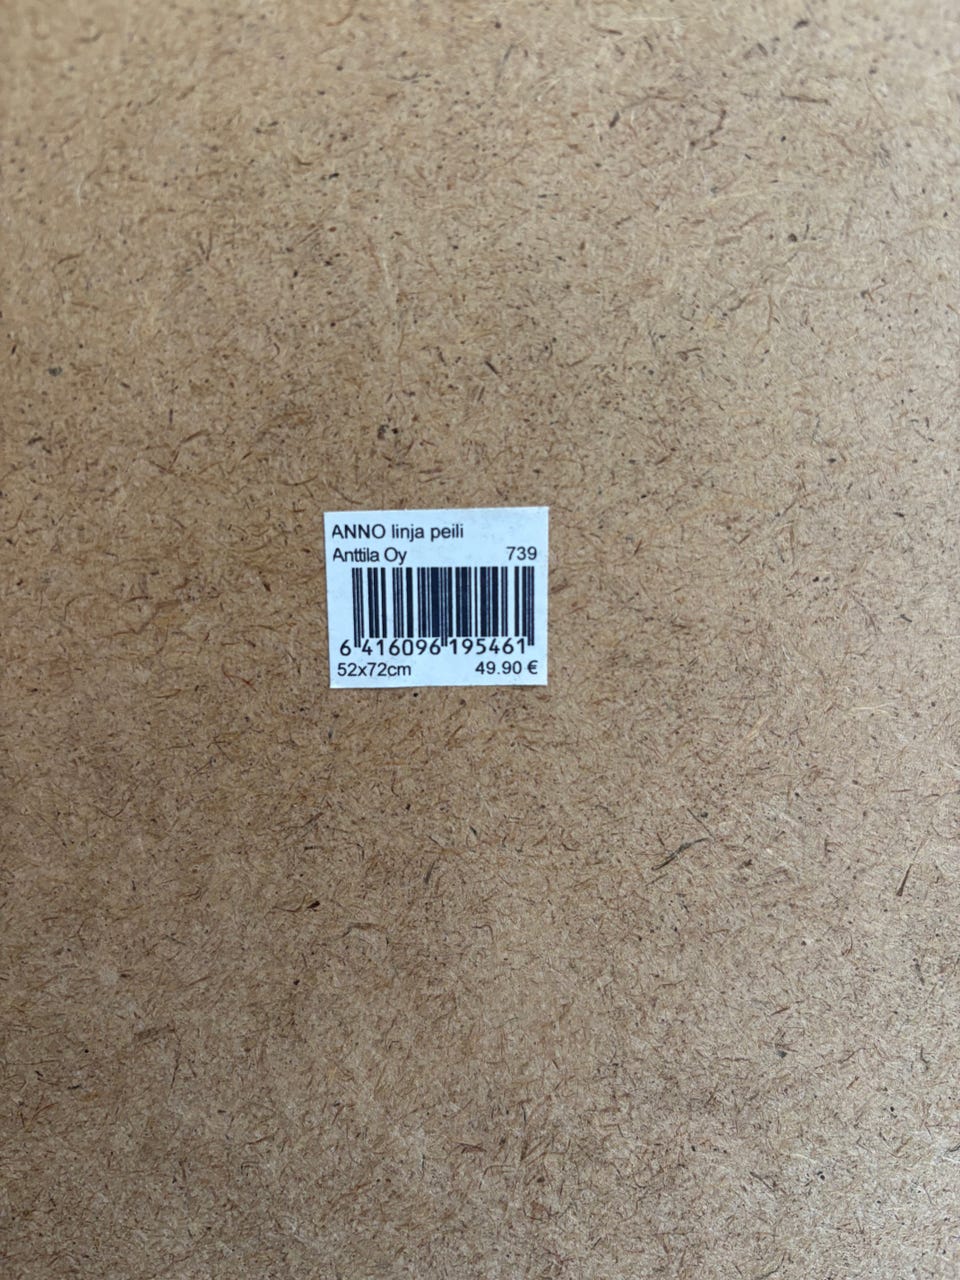 ANNO linja peili
Anttila Oy 739
6 416096 195461
52x72cm 49.90 €